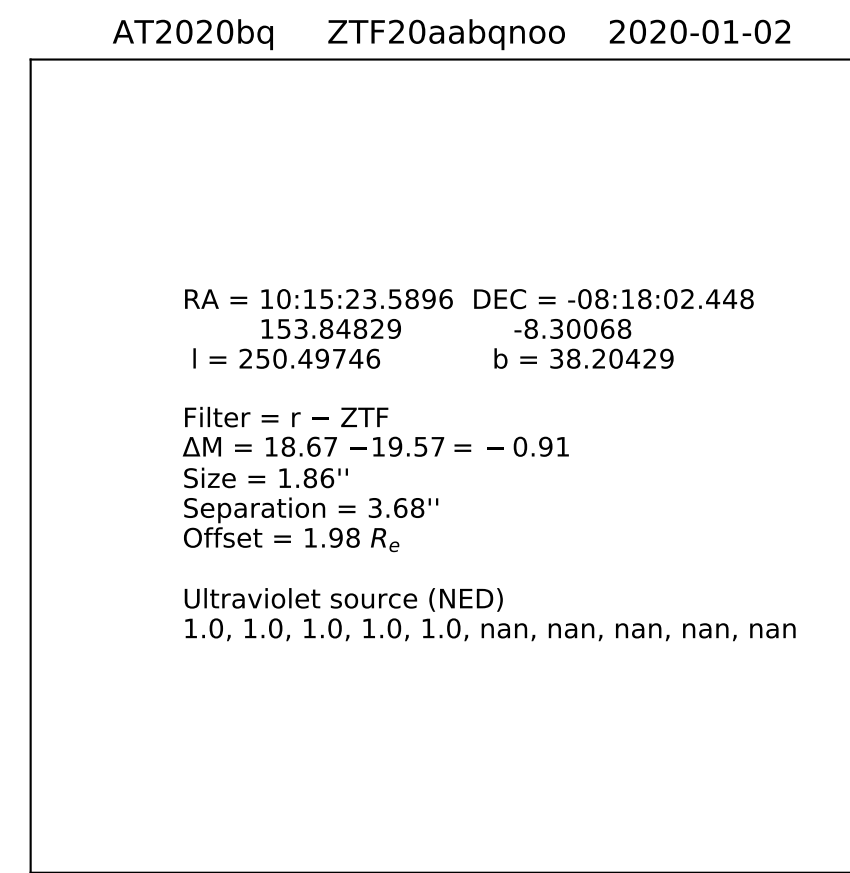 AT2020bq ZTF20aabqnoo 2020-01-02
RA = 10:15:23.5896 DEC = -08:18:02.448
153.84829 -8.30068
l = 250.49746 b = 38.20429
Filter = r − ZTF
ΔM = 18.67 −19.57 = − 0.91
Size = 1.86''
Separation = 3.68''
Offset = 1.98 Re
Ultraviolet source (NED)
1.0, 1.0, 1.0, 1.0, 1.0, nan, nan, nan, nan, nan